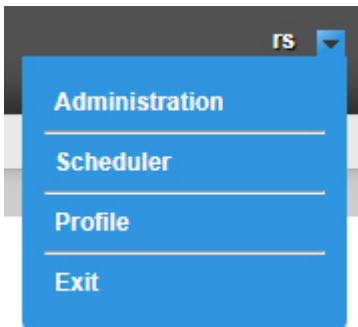 rs
Administration
Scheduler
Profile
Exit